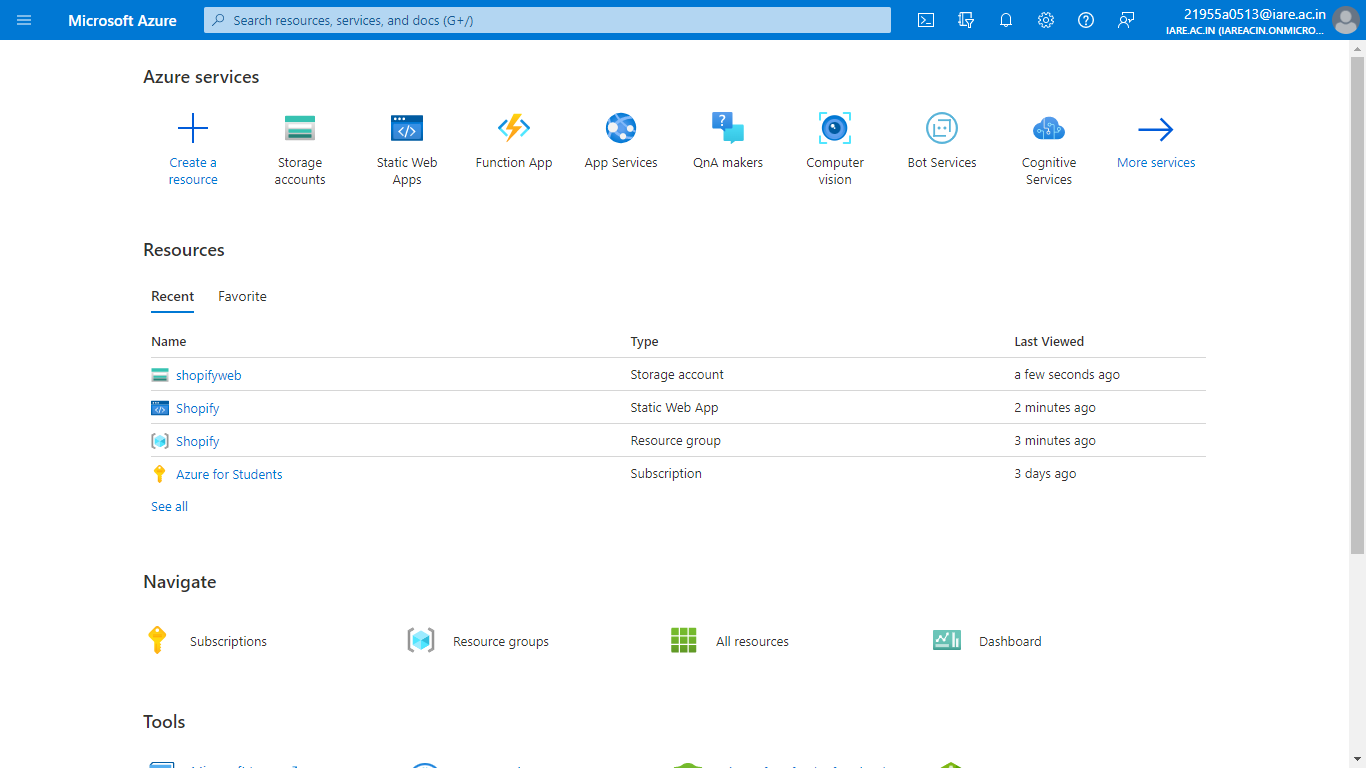 Microsoft Azure
Search resources, services, and docs (G+/)
21955a0513@iare.ac.in
IARE.AC.IN (IAREACIN.ONMICRO...
Azure services
Create a
resource
Storage
accounts
Static Web
Apps
Function App
App Services
QnA makers
Computer
vision
Bot Services
Cognitive
Services
More services
Resources
Recent Favorite
Name Type Last Viewed
shopifyweb Storage account a few seconds ago
Shopify Static Web App 2 minutes ago
Shopify Resource group 3 minutes ago
Azure for Students Subscription 3 days ago
See all
Navigate
Subscriptions Resource groups All resources Dashboard
Tools